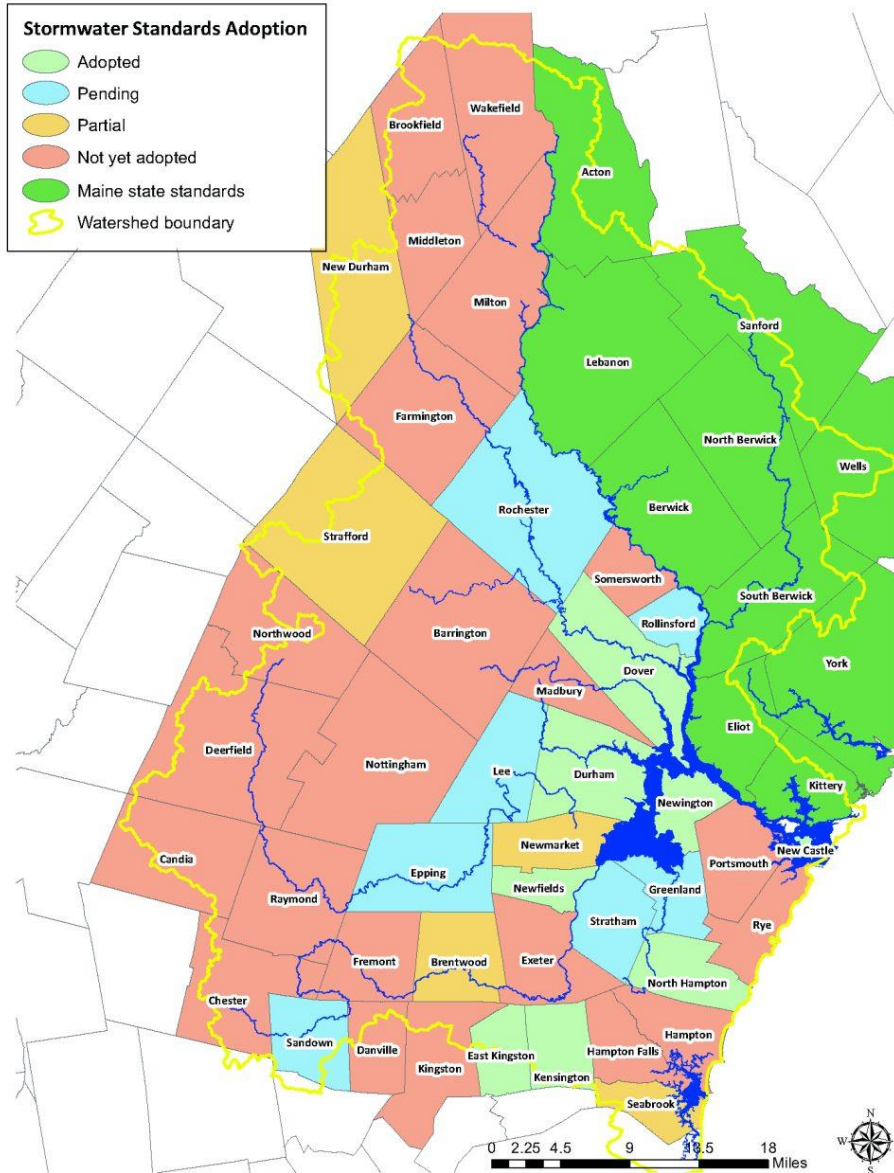 Stormwater Standards Adoption
Adopted
Pending
Partial
Not yet adopted
Maine state standards
Watershed boundary
Wakefield
Brookfield
Acton
Middleton
New Durham
Milton
Sanford
Lebanon
Farmington
North Berwick
Wells
Rochester
Berwick
Strafford
Somersworth
South Berwick
Rollinsford
Northwood
Barrington
York
Dover
Madbury
Eliot
Deerfield
Nottingham
Lee
Durham
Kittery
Newington
New Castle
Newmarket
Candia
Portsmouth
Epping
Newfields
Greenland
Raymond
Stratham
Rye
Fremont
Brentwood
Exeter
North Hampton
Chester
Hampton
Sandown
Danville
East Kingston
Hampton Falls
Kingston
Kensington
Seabrook
0 2.25 4.5 9 13.5 18
Miles
N
W E
S